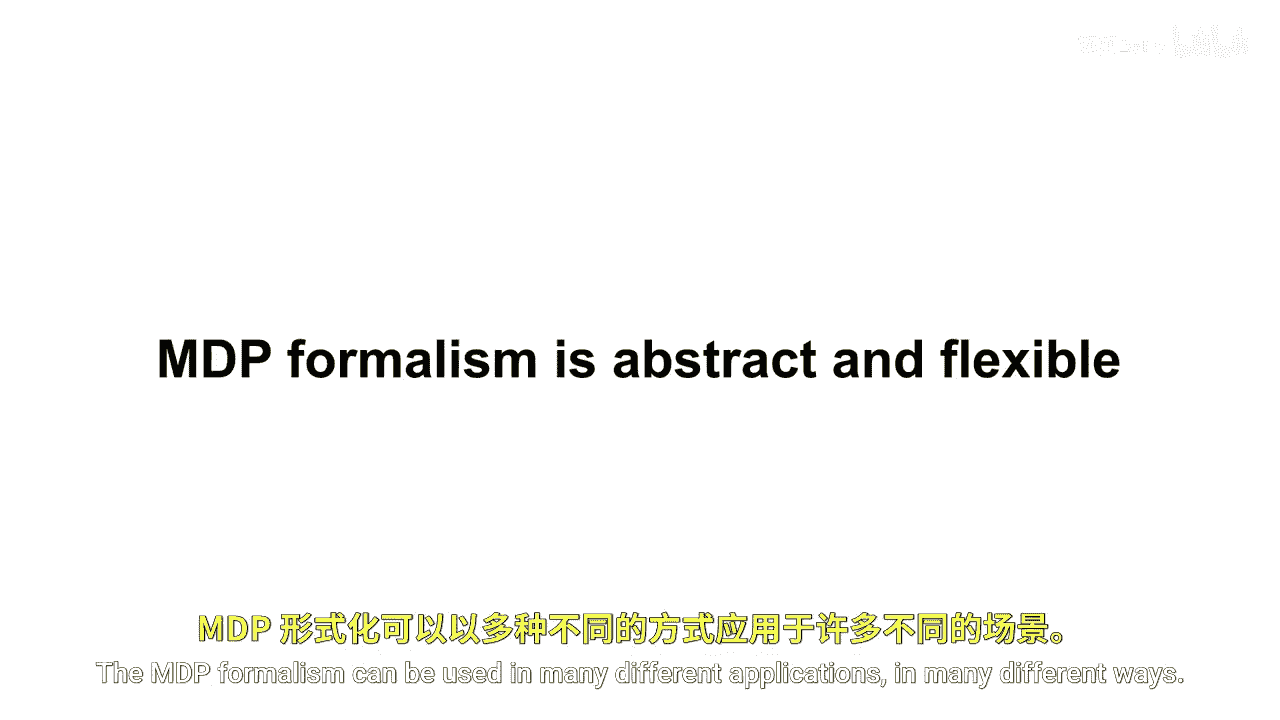 MDP formalism is abstract and flexible
MDP 形式化可以以多种不同的方式应用于许多不同的场景。
The MDP formalism can be used in many different applications, in many different ways.